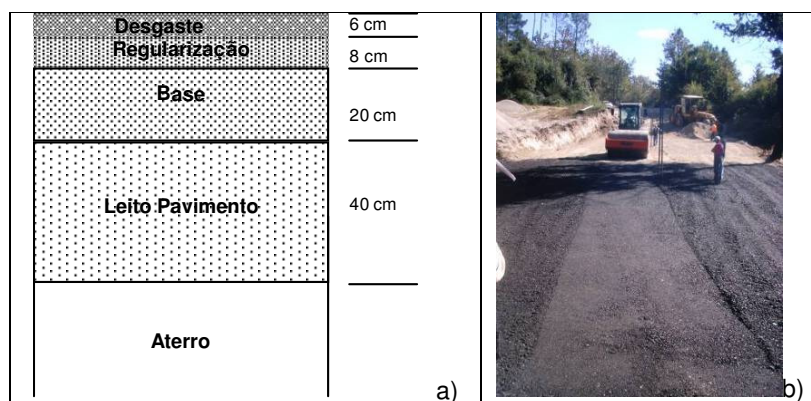 Desgaste
6 cm
Regularização
8 cm
Base
20 cm
Leito Pavimento
40 cm
Aterro
a)
b)